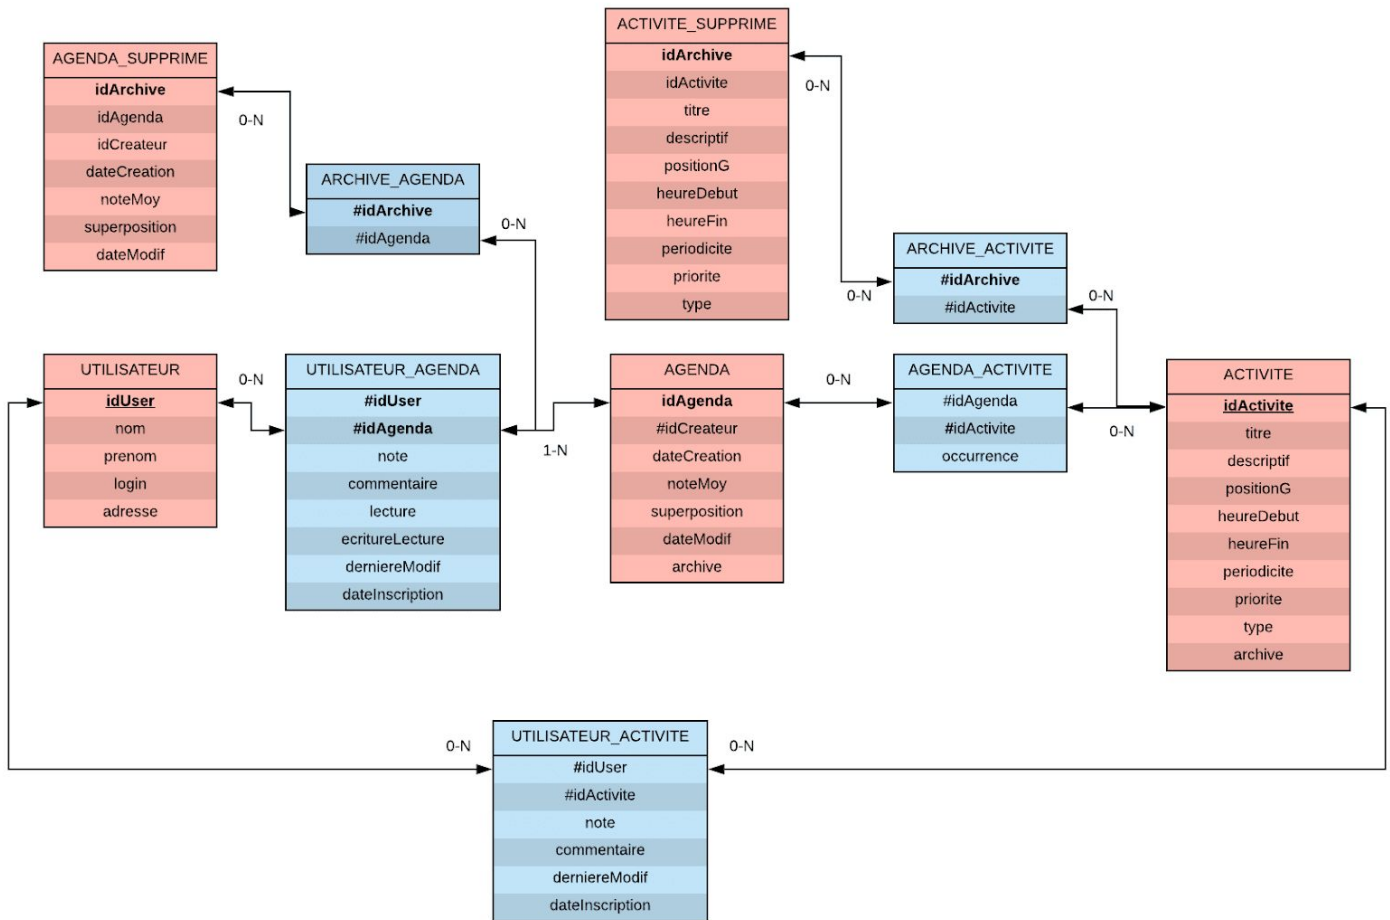 AGENDA_SUPPRIME
idArchive
idAgenda
idCreateur
dateCreation
noteMoy
superposition
dateModif
0-N
ARCHIVE_AGENDA
#idArchive
#idAgenda
0-N
ACTIVITE_SUPPRIME
idArchive
idActivite
titre
descriptif
positionG
heureDebut
heureFin
periodicite
priorite
type
0-N
0-N
ARCHIVE_ACTIVITE
#idArchive
#idActivite
0-N
UTILISATEUR
idUser
nom
prenom
login
adresse
0-N
UTILISATEUR_AGENDA
#idUser
#idAgenda
note
commentaire
lecture
ecritureLecture
derniereModif
dateInscription
1-N
AGENDA
idAgenda
#idCreateur
dateCreation
noteMoy
superposition
dateModif
archive
0-N
AGENDA_ACTIVITE
#idAgenda
#idActivite
occurrence
0-N
ACTIVITE
idActivite
titre
descriptif
positionG
heureDebut
heureFin
periodicite
priorite
type
archive
0-N
UTILISATEUR_ACTIVITE
#idUser
#idActivite
note
commentaire
derniereModif
dateInscription
0-N